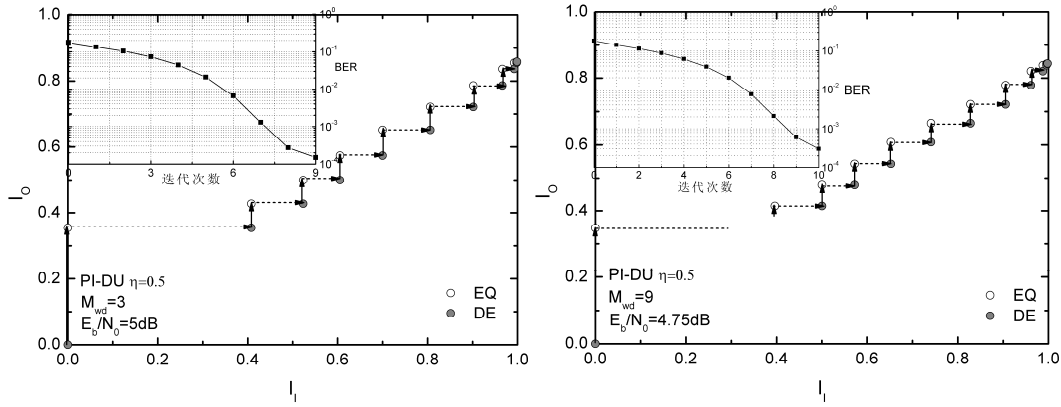 1.0
0.8
0.6
0.4
0.2
0.0
I_O
0.0 0.2 0.4 0.6 0.8 1.0
I_I
10^0
10^-1
10^-2
10^-3
10^-4
BER
0 3 6 9
迭代次数
PI-DU η=0.5
M_wd=3
E_b/N_0=5dB
EQ
DE
1.0
0.8
0.6
0.4
0.2
0.0
I_O
0.0 0.2 0.4 0.6 0.8 1.0
I_I
10^0
10^-1
10^-2
10^-3
10^-4
BER
0 2 4 6 8 10
迭代次数
PI-DU η=0.5
M_wd=9
E_b/N_0=4.75dB
EQ
DE